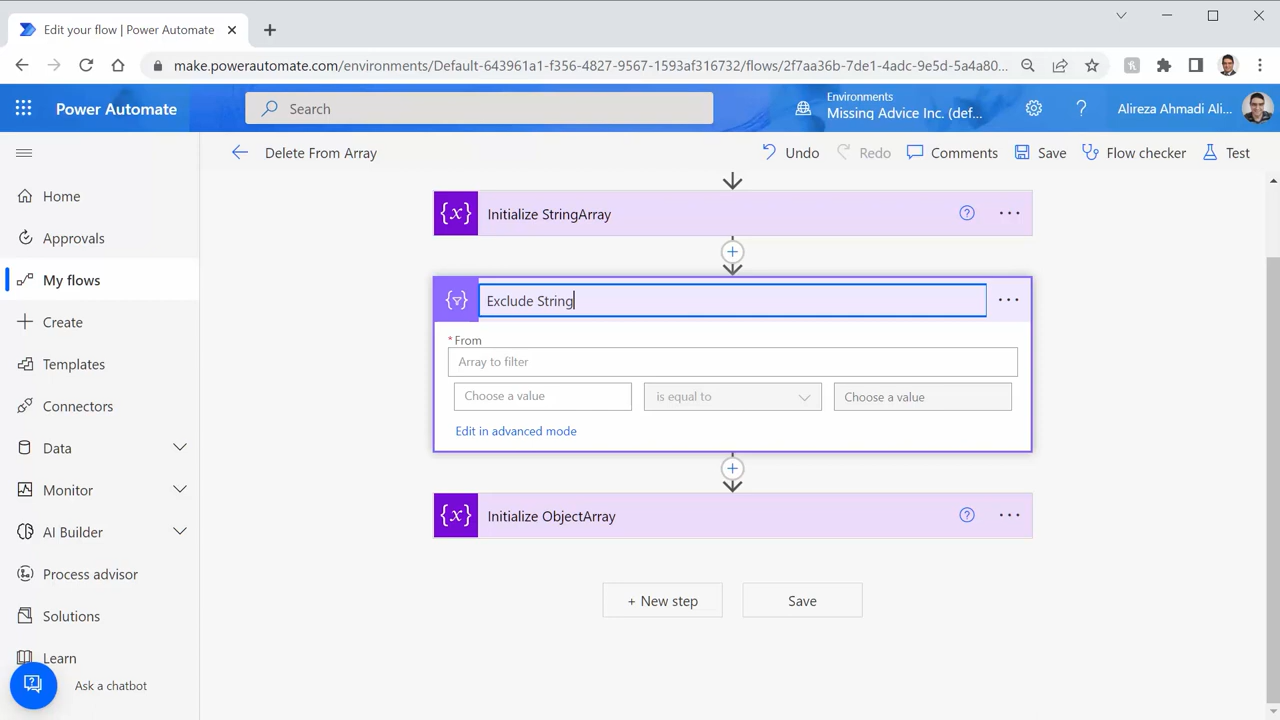 Edit your flow | Power Automate
make.powerautomate.com/environments/Default-643961a1-f356-4827-9567-1593af316732/flows/2f7aa36b-7de1-4adc-9e5d-5a4a80...
Power Automate
Search
Environments
Missing Advice Inc. (def...
Alireza Ahmadi Ali...
Delete From Array
Undo
Redo
Comments
Save
Flow checker
Test
Home
Approvals
My flows
Create
Templates
Connectors
Data
Monitor
AI Builder
Process advisor
Solutions
Learn
Ask a chatbot
{x} Initialize StringArray
Exclude String
* From
Array to filter
Choose a value
is equal to
Choose a value
Edit in advanced mode
{x} Initialize ObjectArray
+ New step
Save